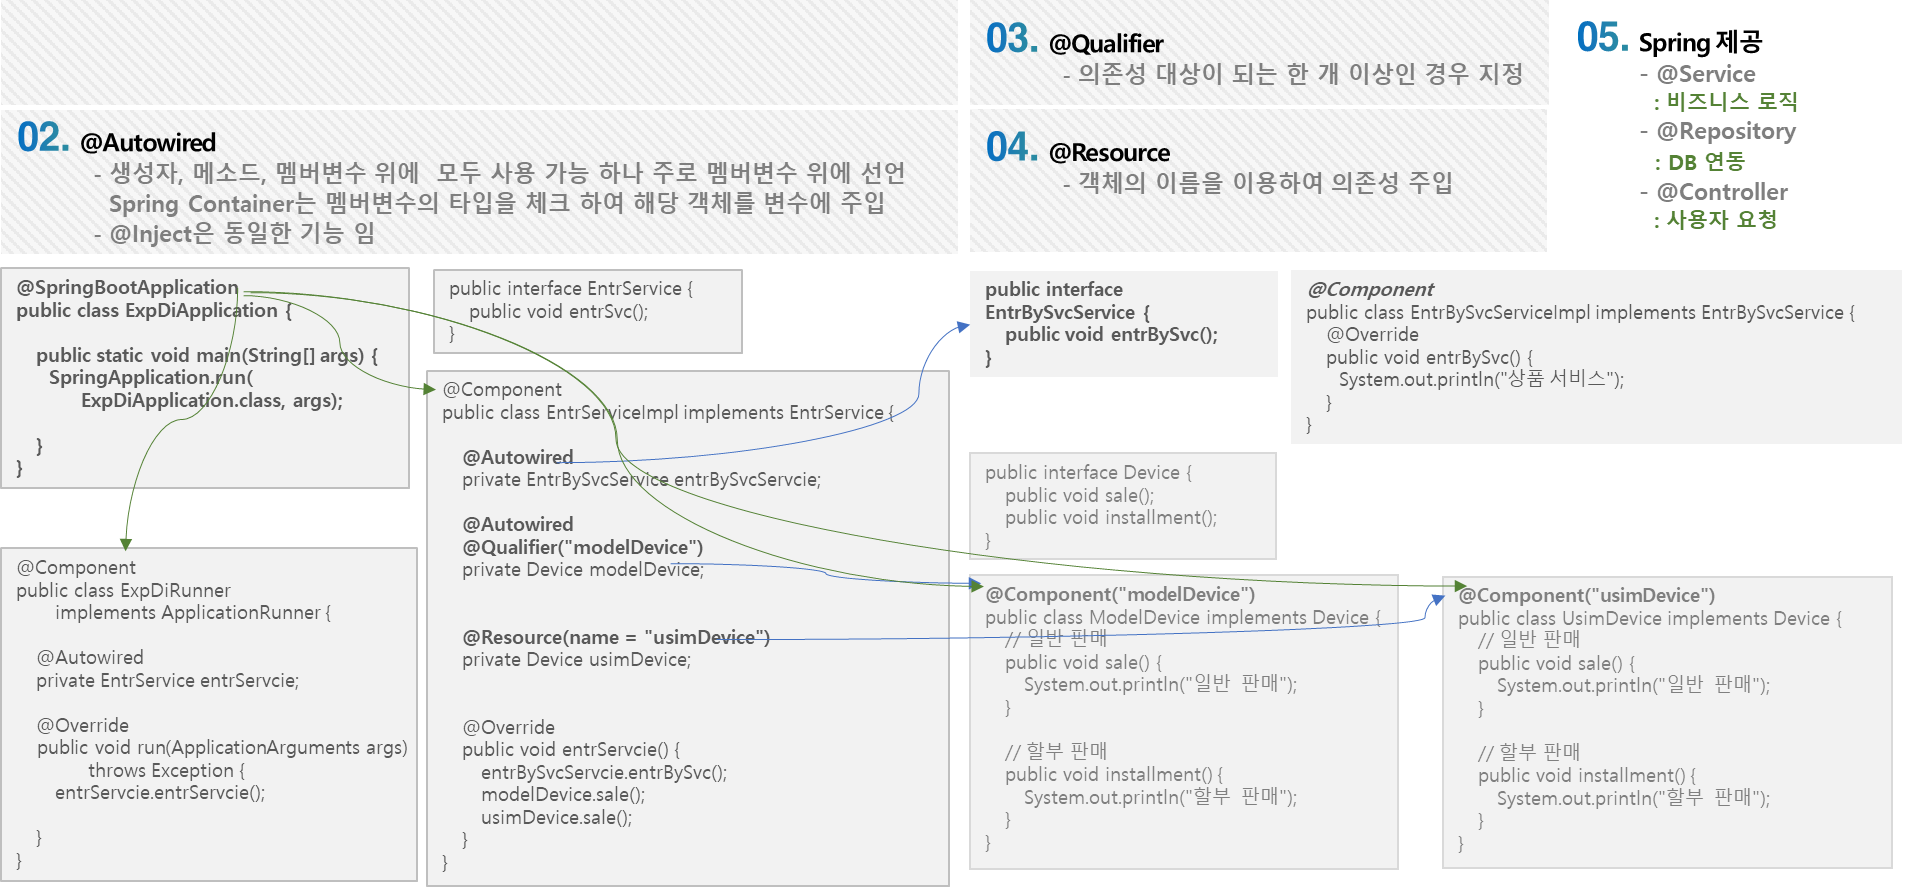 02. @Autowired
- 생성자, 메소드, 멤버변수 위에 모두 사용 가능 하나 주로 멤버변수 위에 선언
Spring Container는 멤버변수의 타입을 체크 하여 해당 객체를 변수에 주입
- @Inject은 동일한 기능 임
03. @Qualifier
- 의존성 대상이 되는 한 개 이상인 경우 지정
04. @Resource
- 객체의 이름을 이용하여 의존성 주입
05. Spring 제공
- @Service
: 비즈니스 로직
- @Repository
: DB 연동
- @Controller
: 사용자 요청
@SpringBootApplication
public class ExpDiApplication {
public static void main(String[] args) {
SpringApplication.run(
ExpDiApplication.class, args);
}
}
@Component
public class ExpDiRunner
implements ApplicationRunner {
@Autowired
private EntrService entrServcie;
@Override
public void run(ApplicationArguments args)
throws Exception {
entrServcie.entrServcie();
}
}
public interface EntrService {
public void entrSvc();
}
@Component
public class EntrServiceImpl implements EntrService {
@Autowired
private EntrBySvcService entrBySvcServcie;
@Autowired
@Qualifier("modelDevice")
private Device modelDevice;
@Resource(name = "usimDevice")
private Device usimDevice;
@Override
public void entrServcie() {
entrBySvcServcie.entrBySvc();
modelDevice.sale();
usimDevice.sale();
}
}
public interface
EntrBySvcService {
public void entrBySvc();
}
@Component
public class EntrBySvcServiceImpl implements EntrBySvcService {
@Override
public void entrBySvc() {
System.out.println("상품 서비스");
}
}
public interface Device {
public void sale();
public void installment();
}
@Component("modelDevice")
public class ModelDevice implements Device {
// 일반 판매
public void sale() {
System.out.println("일반 판매");
}
// 할부 판매
public void installment() {
System.out.println("할부 판매");
}
}
@Component("usimDevice")
public class UsimDevice implements Device {
// 일반 판매
public void sale() {
System.out.println("일반 판매");
}
// 할부 판매
public void installment() {
System.out.println("할부 판매");
}
}